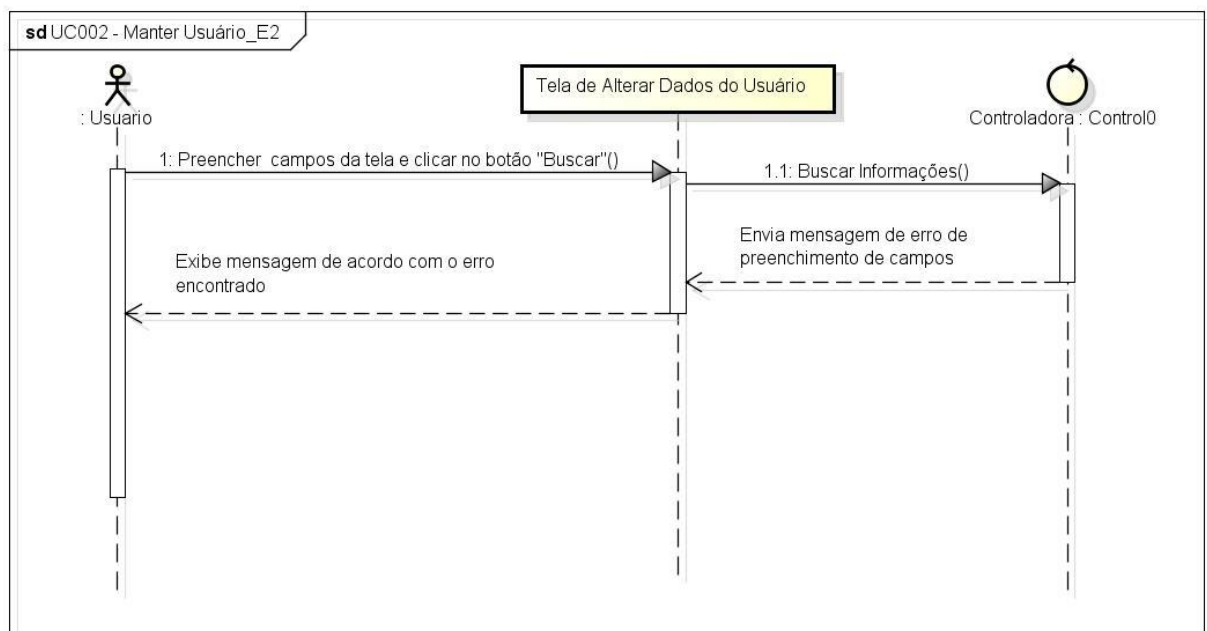 sd UC002 - Manter Usuário_E2
: Usuario
Tela de Alterar Dados do Usuário
Controladora : Control0
1: Preencher campos da tela e clicar no botão "Buscar"()
1.1: Buscar Informações()
Envia mensagem de erro de
preenchimento de campos
Exibe mensagem de acordo com o erro
encontrado